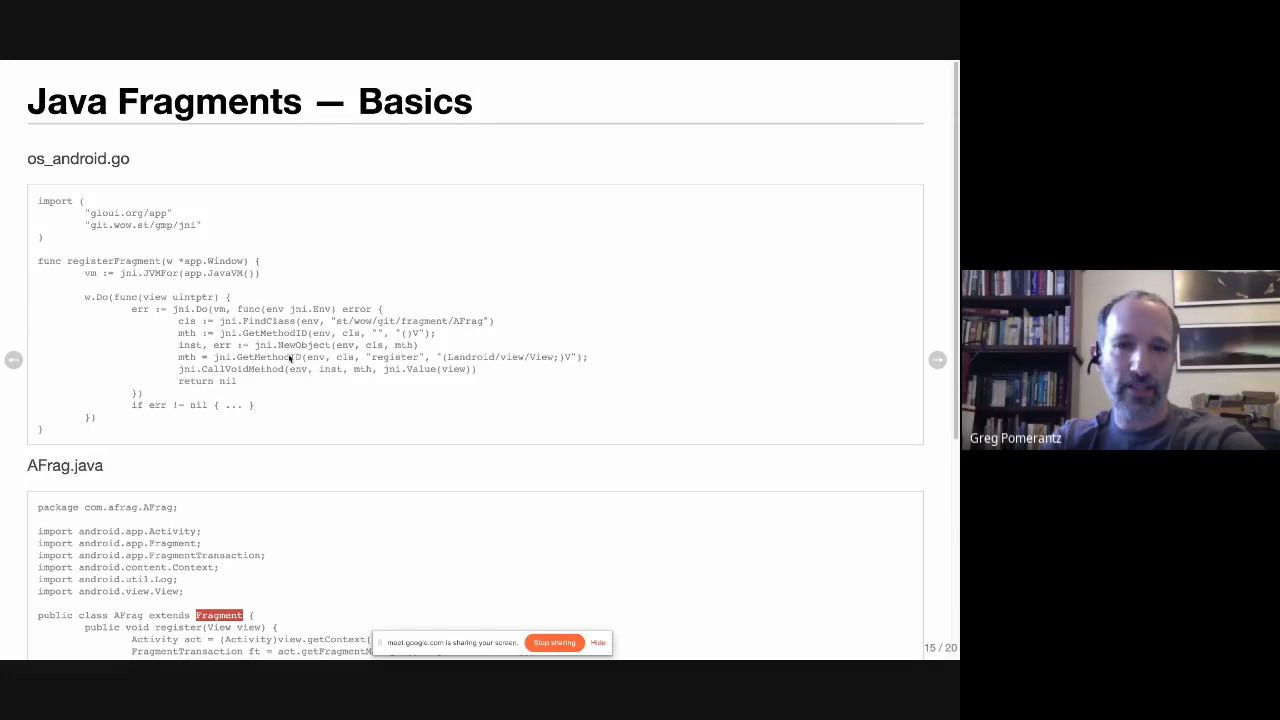 Java Fragments — Basics
os_android.go
import (
"gioui.org/app"
"git.wow.st/gmp/jni"
)
func registerFragment(w *app.Window) {
vm := jni.JVMFor(app.JavaVM())
w.Do(func(view uintptr) {
err := jni.Do(vm, func(env jni.Env) error {
cls := jni.FindClass(env, "st/wow/git/fragment/AFrag")
mth := jni.GetMethodID(env, cls, "", "()V");
inst, err := jni.NewObject(env, cls, mth)
mth = jni.GetMethodID(env, cls, "register", "(Landroid/view/View;)V");
jni.CallVoidMethod(env, inst, mth, jni.Value(view))
return nil
})
if err != nil { ... }
})
}
AFrag.java
package com.afrag.AFrag;
import android.app.Activity;
import android.app.Fragment;
import android.app.FragmentTransaction;
import android.content.Context;
import android.util.Log;
import android.view.View;
public class AFrag extends Fragment {
public void register(View view) {
Activity act = (Activity)view.getContext(
FragmentTransaction ft = act.getFragmentM
meet.google.com is sharing your screen. Stop sharing Hide
15 / 20
Greg Pomerantz